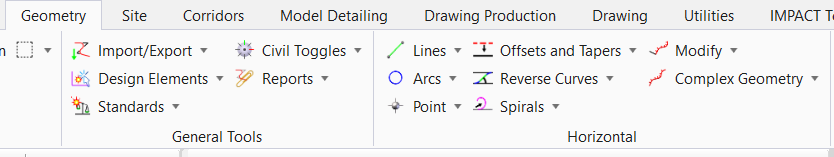 Geometry Site Corridors Model Detailing Drawing Production Drawing Utilities IMPACT
Import/Export Civil Toggles Lines Offsets and Tapers Modify
Design Elements Reports Arcs Reverse Curves Complex Geometry
Standards Point Spirals
General Tools Horizontal